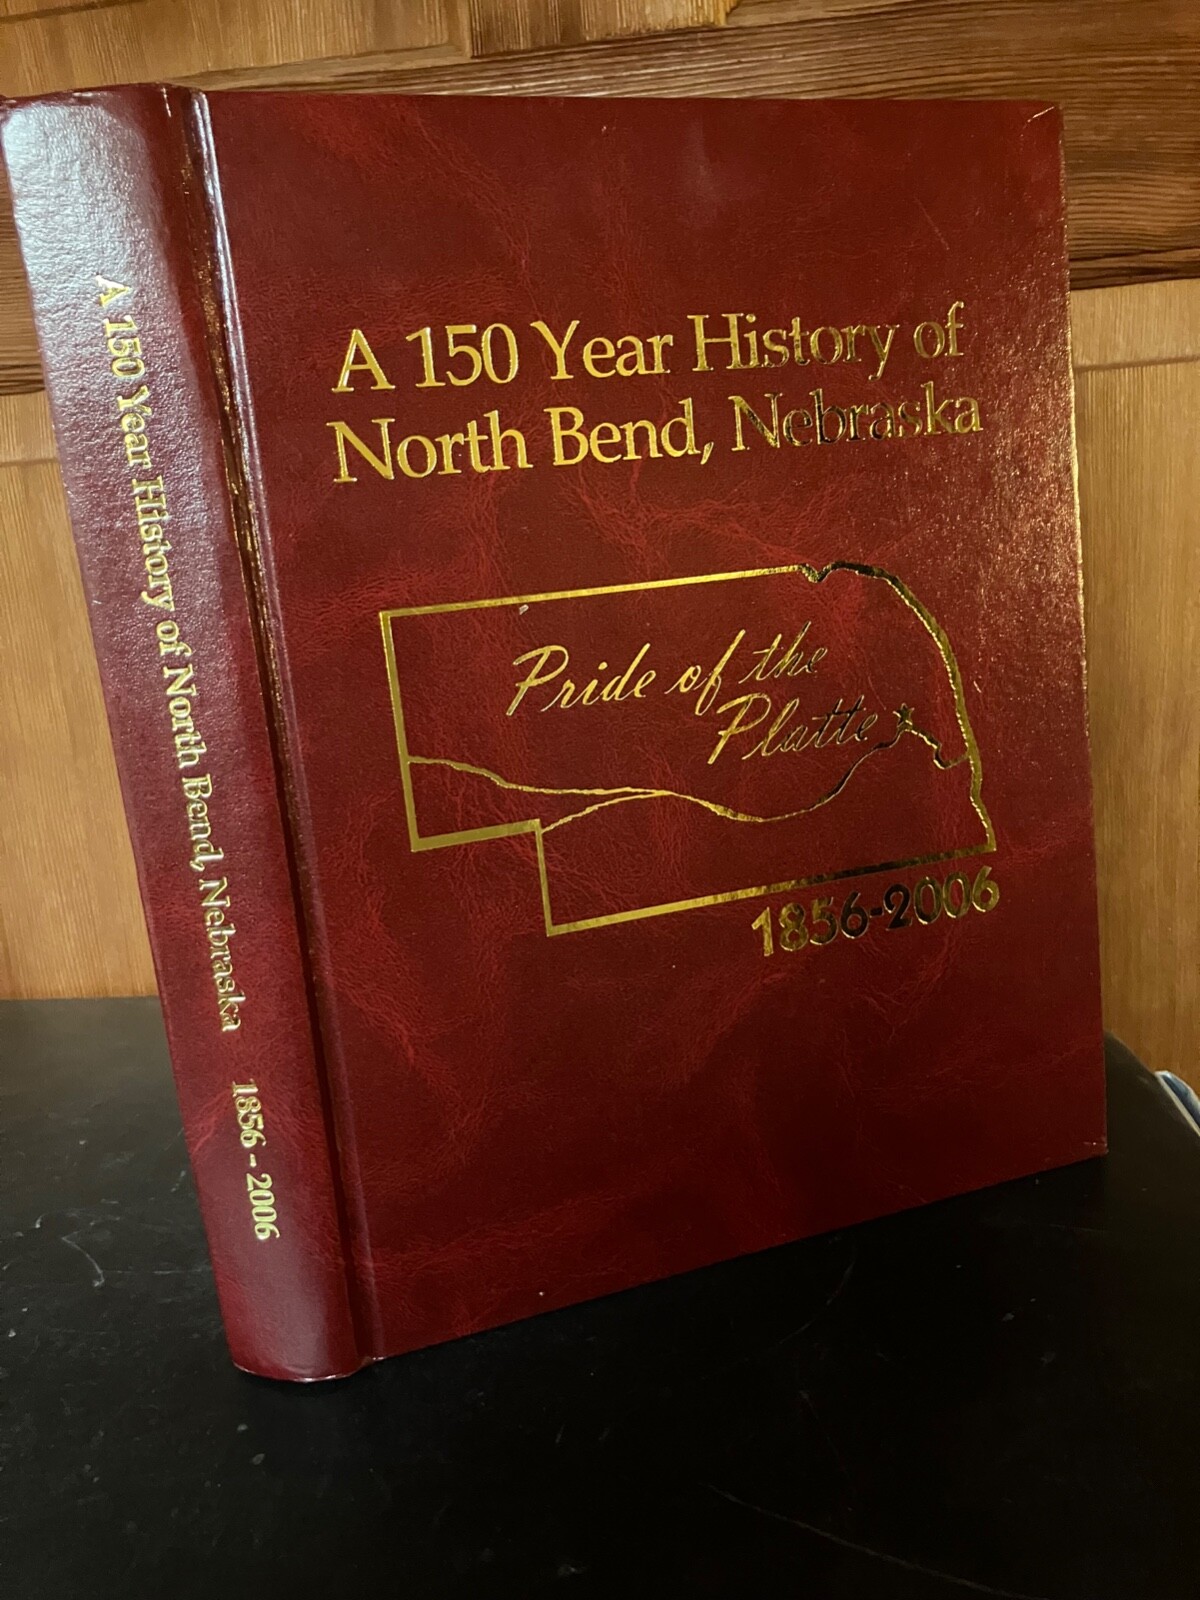 A 150 Year History of North Bend, Nebraska 1856 - 2006
A 150 Year History of
North Bend, Nebraska
Pride of the
Platte
1856-2006